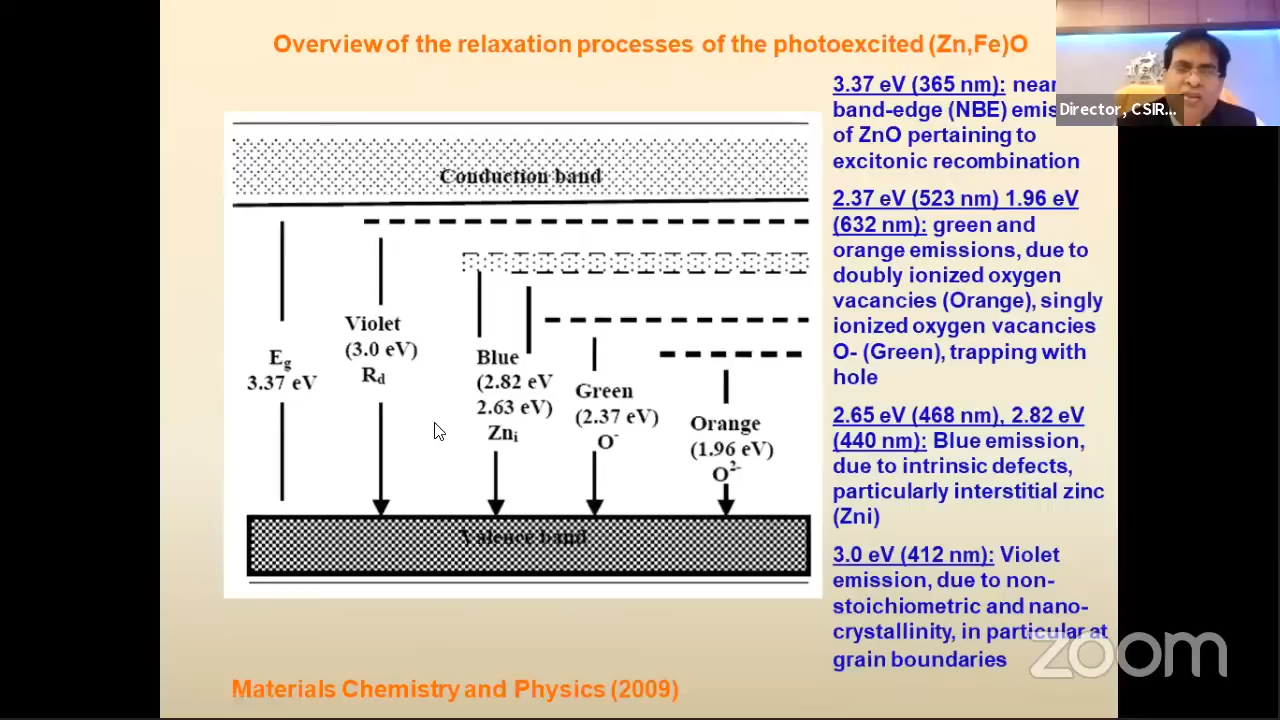 Overview of the relaxation processes of the photoexcited (Zn,Fe)O
Conduction band
Eg
3.37 eV
Violet
(3.0 eV)
Rd
Blue
(2.82 eV
2.63 eV)
Zni
Green
(2.37 eV)
O-
Orange
(1.96 eV)
O2-
Valence band
3.37 eV (365 nm): near
band-edge (NBE) emis
of ZnO pertaining to
excitonic recombination
2.37 eV (523 nm) 1.96 eV
(632 nm): green and
orange emissions, due to
doubly ionized oxygen
vacancies (Orange), singly
ionized oxygen vacancies
O- (Green), trapping with
hole
2.65 eV (468 nm), 2.82 eV
(440 nm): Blue emission,
due to intrinsic defects,
particularly interstitial zinc
(Zni)
3.0 eV (412 nm): Violet
emission, due to non-
stoichiometric and nano-
crystallinity, in particular at
grain boundaries
Materials Chemistry and Physics (2009)
Director, CSIR...
zoom